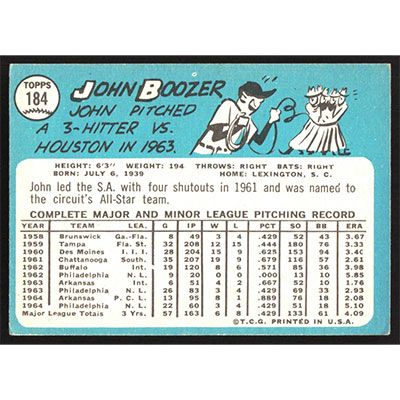 TOPPS
184
JOHN BOOZER
JOHN PITCHED
A 3-HITTER VS.
HOUSTON IN 1963.
HEIGHT: 6'3" WEIGHT: 194 THROWS: RIGHT BATS: RIGHT
BORN: JULY 6, 1939 HOME: LEXINGTON, S. C.
John led the S.A. with four shutouts in 1961 and was named to
the circuit's All-Star team.
COMPLETE MAJOR AND MINOR LEAGUE PITCHING RECORD
YEAR TEAM LEA. G IP W L PCT SO BB ERA
1958 Brunswick Ga.-Fla. 8 49 3 4 .429 44 33 3.67
1959 Tampa Fla. St. 32 208 12 15 .444 180 76 3.33
1960 Des Moines I. I. I. 28 204 15 9 .625 153 94 3.40
1961 Chattanooga Southern 35 207 19 9 .679 116 57 2.61
1962 Buffalo Int. 33 120 8 6 .571 85 36 3.98
1962 Philadelphia N. L. 9 20 0 0 .000 13 10 5.85
1963 Arkansas Int. 6 51 4 2 .667 52 10 1.76
1963 Philadelphia N. L. 26 83 3 4 .429 69 33 2.93
1964 Arkansas P. C. L. 13 95 8 1 .889 76 18 2.08
1964 Philadelphia N. L. 22 60 3 4 .429 51 18 5.10
Major League Totals 3 Yrs. 57 163 6 8 .429 133 61 4.09
©T.C.G. PRINTED IN U.S.A.